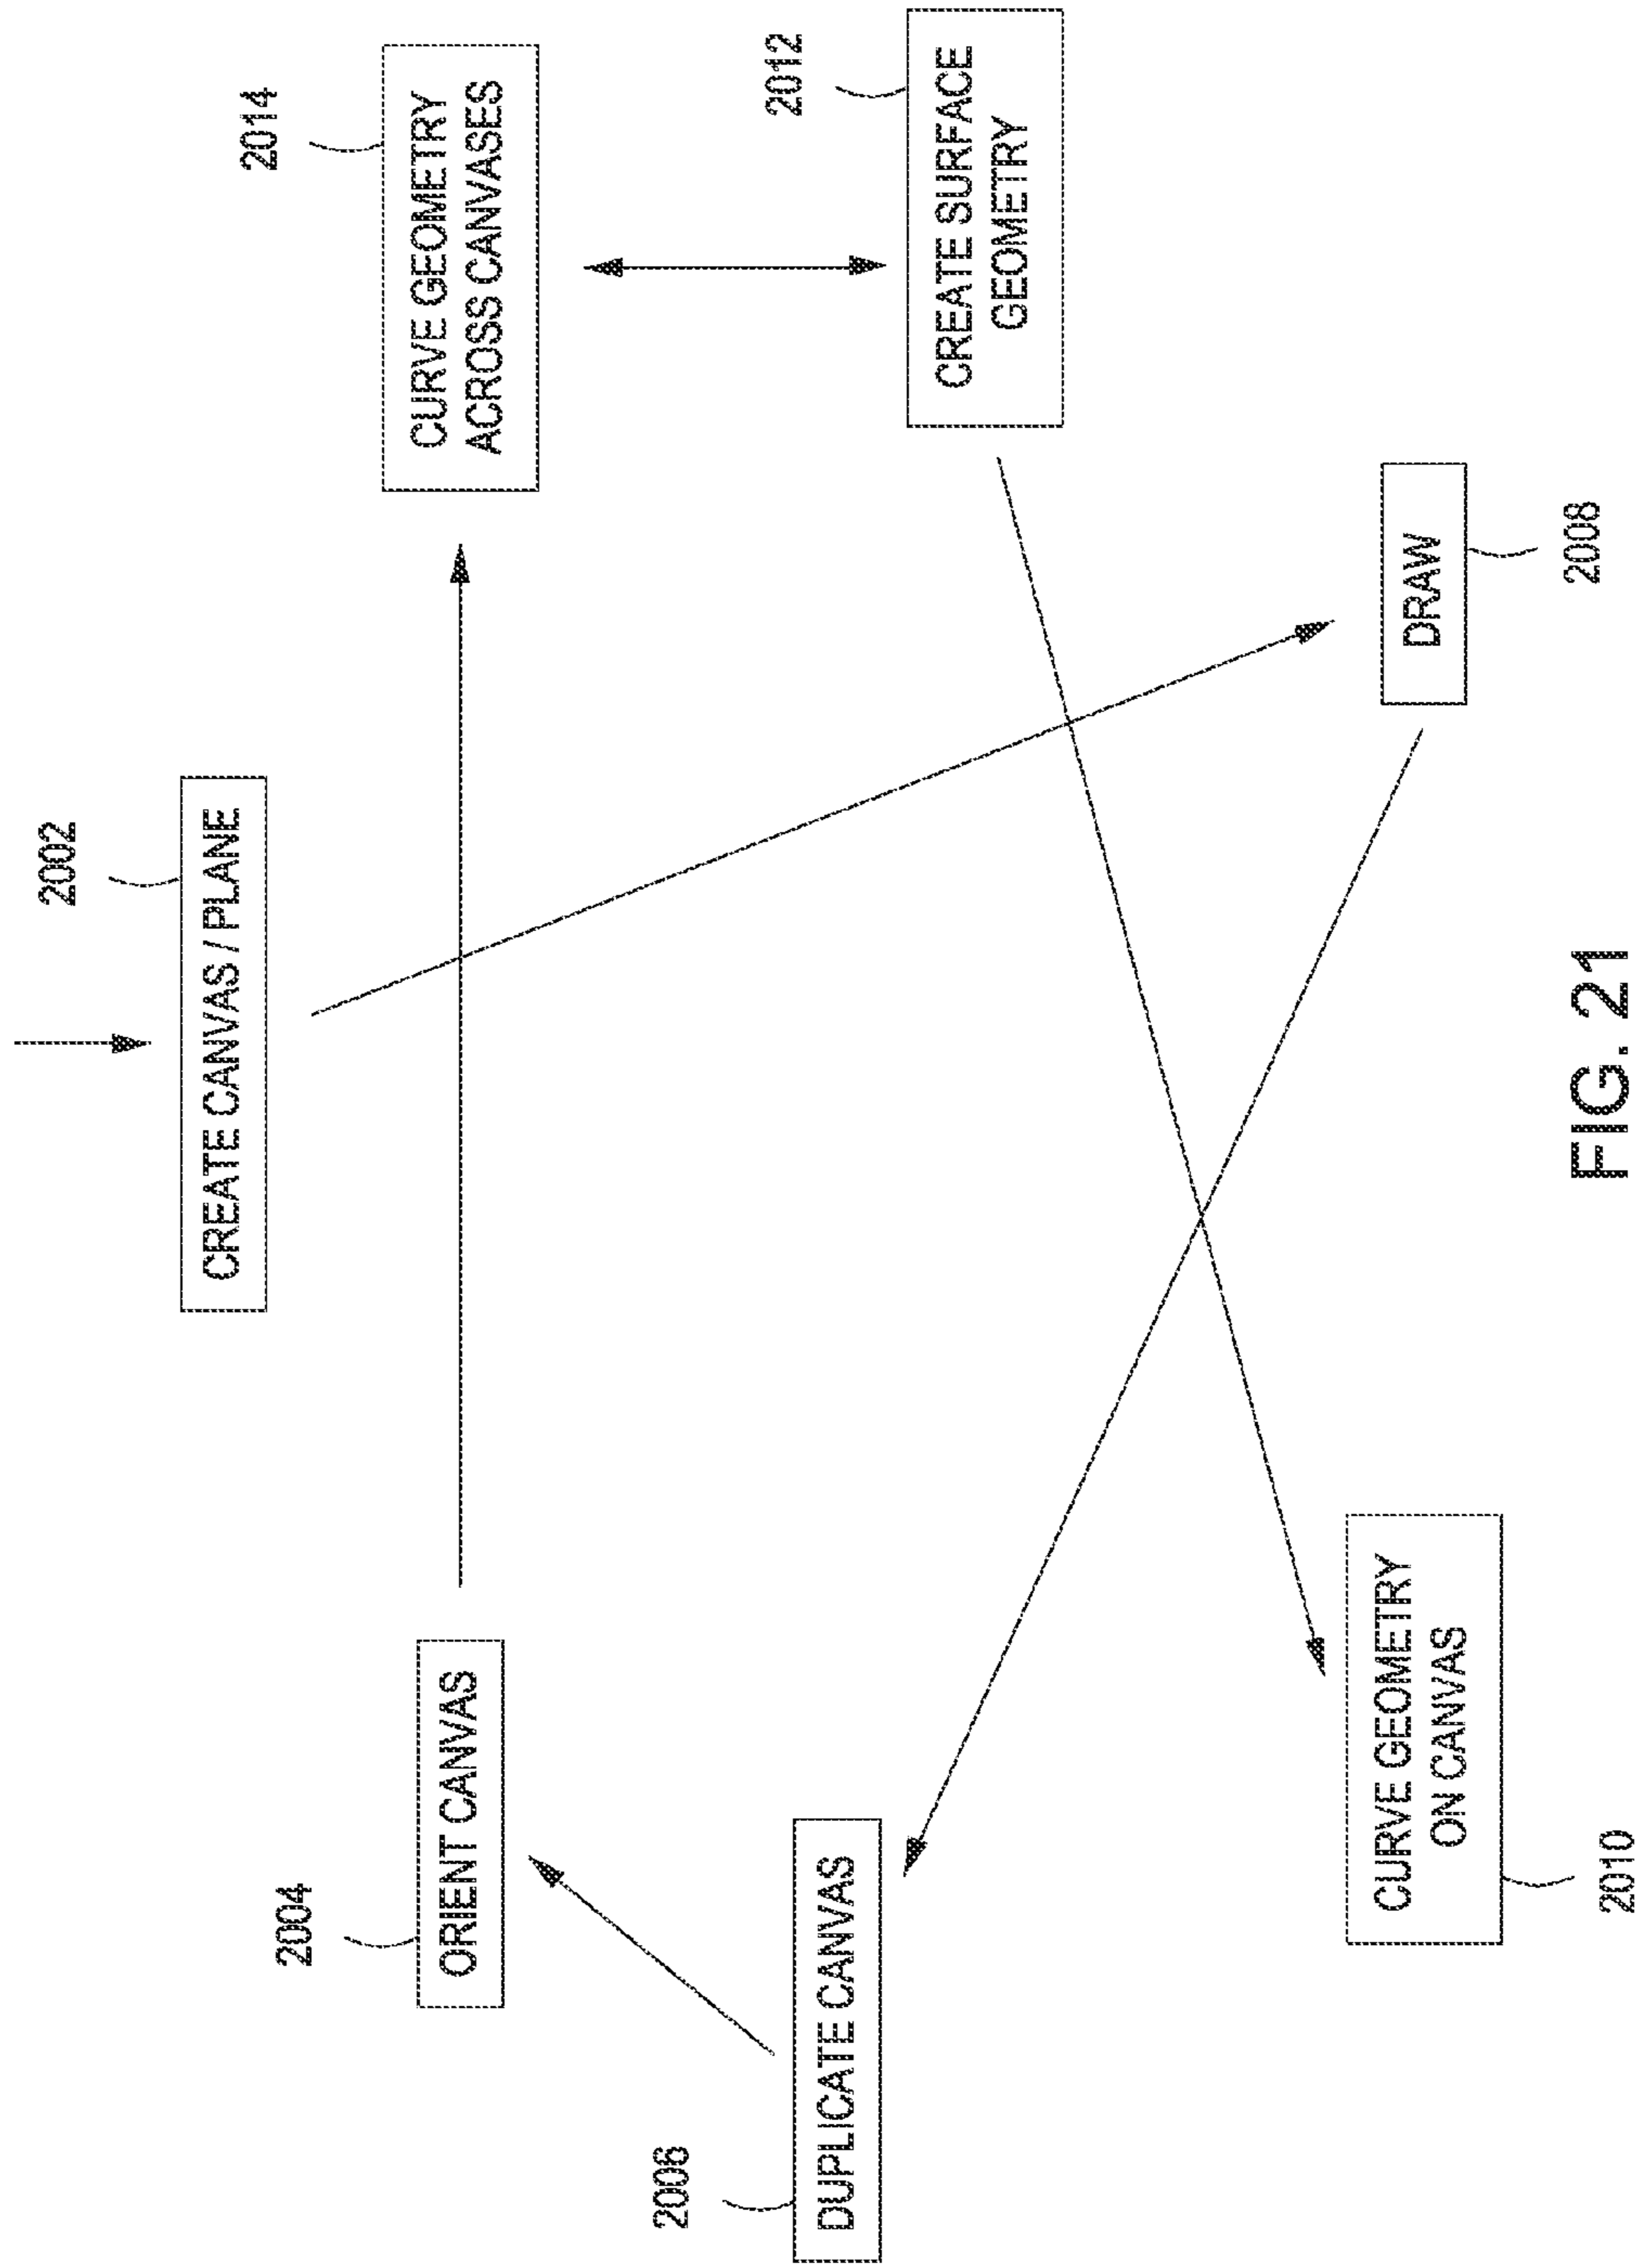 2002
CREATE CANVAS / PLANE
2004
ORIENT CANVAS
2014
CURVE GEOMETRY
ACROSS CANVASES
2006
DUPLICATE CANVAS
2012
CREATE SURFACE
GEOMETRY
CURVE GEOMETRY
ON CANVAS
2010
DRAW
2008
FIG. 21